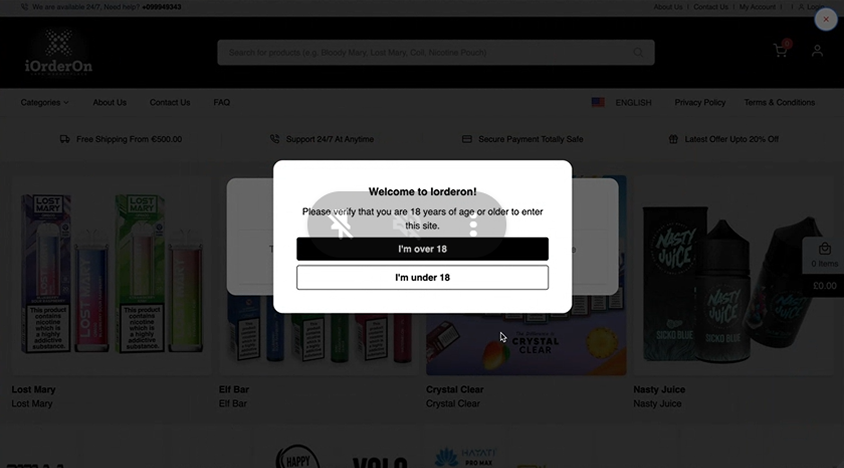 We are available 24/7, Need help? +099949343
About Us | Contact Us | My Account | Login
iOrderOn
Search for products (e.g. Bloody Mary, Lost Mary, Coil, Nicotine Pouch)
0
Categories About Us Contact Us FAQ
ENGLISH Privacy Policy Terms & Conditions
Free Shipping From €500.00 Support 24/7 At Anytime Secure Payment Totally Safe Latest Offer Upto 20% Off
Welcome to Iorderon!
Please verify that you are 18 years of age or older to enter
this site.
I'm over 18
I'm under 18
LOST
MARY
LOST
MARY
LOST MARY
This product
contains
nicotine
which is
a highly
addictive
substance.
This product
contains
nicotine
which is
a highly
addictive
substance.
CRYSTAL
CLEAR
NASTY
JUICE
NASTY
JUICE
SICKO BLUE
SICKO BLUE
0 Items
£0.00
Lost Mary Elf Bar Crystal Clear Nasty Juice
Lost Mary Elf Bar Crystal Clear Nasty Juice
HAPPY
HAYATI
PRO MAX